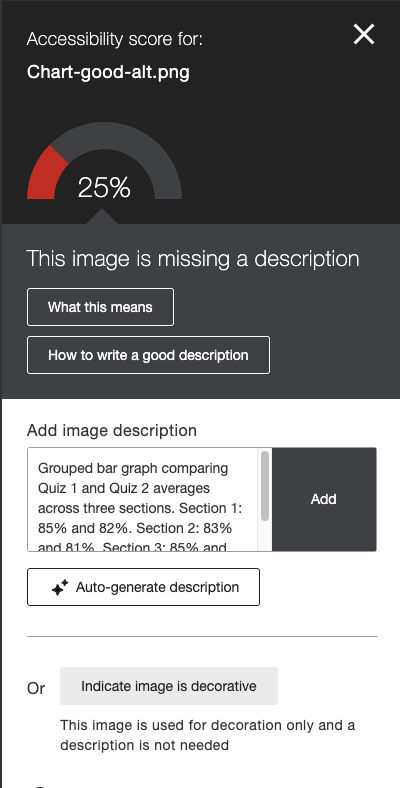 Accessibility score for:
Chart-good-alt.png
25%
This image is missing a description
What this means
How to write a good description
Add image description
Grouped bar graph comparing
Quiz 1 and Quiz 2 averages
across three sections. Section 1:
85% and 82%. Section 2: 83%
and 81%. Section 3: 85% and
Add
Auto-generate description
Or
Indicate image is decorative
This image is used for decoration only and a
description is not needed